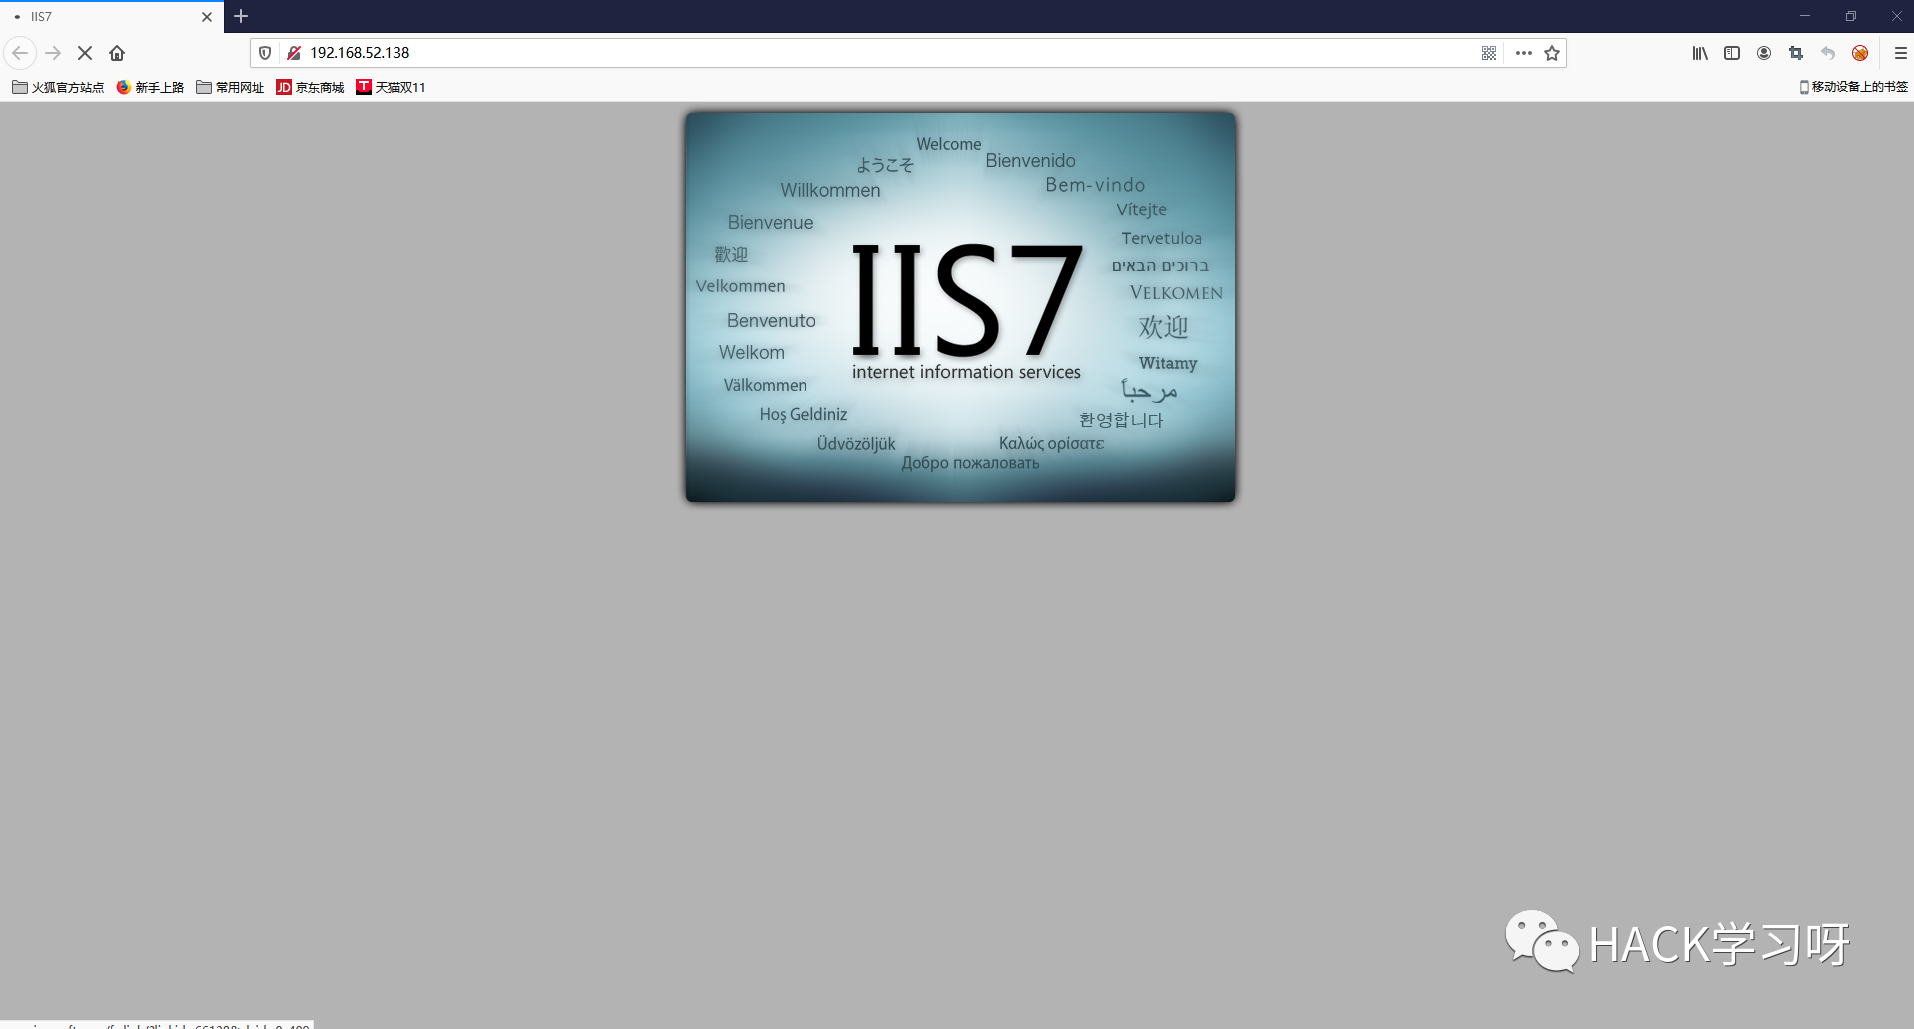 IIS7
192.168.52.138
火狐官方站点 新手上路 常用网址 JD 京东商城 T 天猫双11 移动设备上的书签
Welcome
ようこそ
Bienvenido
Willkommen
Bem-vindo
Bienvenue
Vítejte
歡迎
Tervetuloa
ברוכים הבאים
Velkommen
VELKOMEN
Benvenuto
欢迎
Welkom
Witamy
Välkommen
مرحباً
Hoş Geldiniz
환영합니다
Üdvözöljük
Καλώς ορίσατε
Добро пожаловать
IIS7
internet information services
HACK学习呀